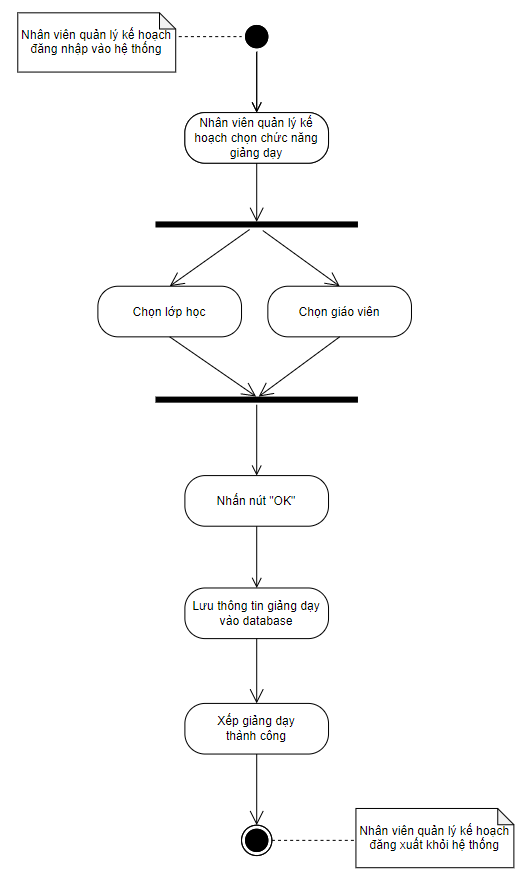 Nhân viên quản lý kế hoạch
đăng nhập vào hệ thống
Nhân viên quản lý kế
hoạch chọn chức năng
giảng dạy
Chọn lớp học
Chọn giáo viên
Nhấn nút "OK"
Lưu thông tin giảng dạy
vào database
Xếp giảng dạy
thành công
Nhân viên quản lý kế hoạch
đăng xuất khỏi hệ thống